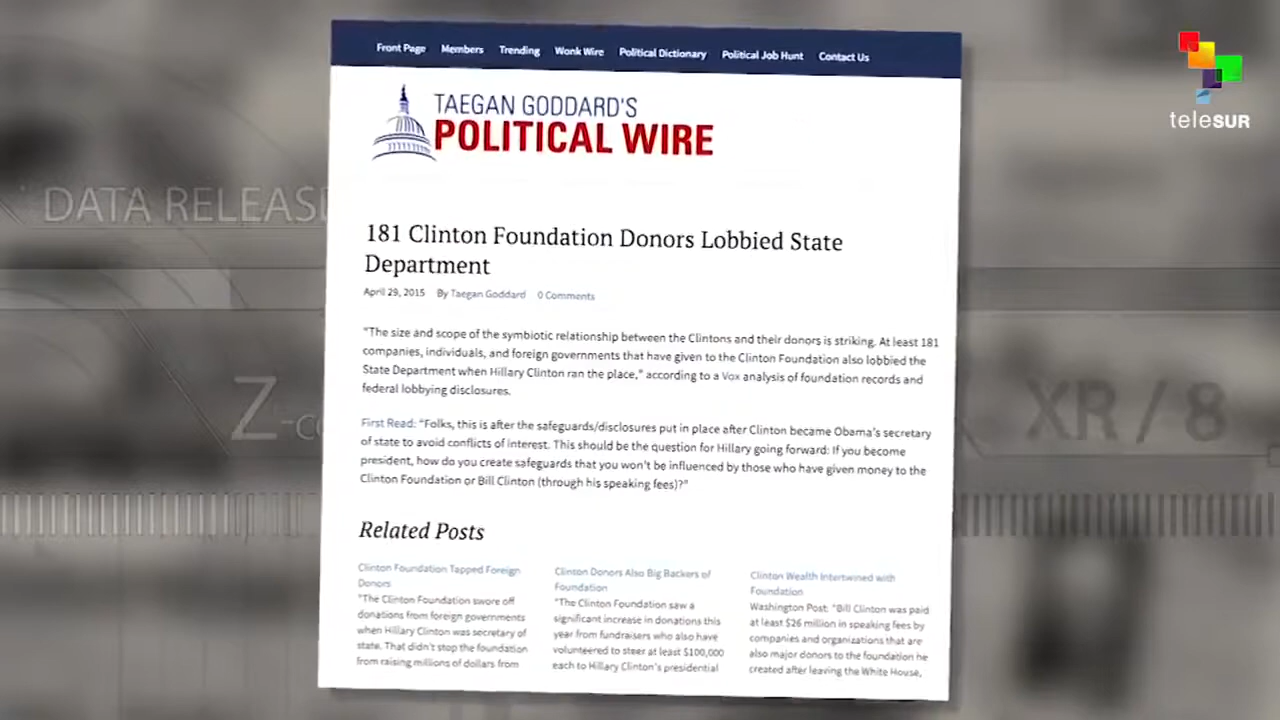 Front Page Members Trending Wonk Wire Political Dictionary Political Job Hunt Contact Us
TAEGAN GODDARD'S
POLITICAL WIRE
teleSUR
DATA RELEASE
181 Clinton Foundation Donors Lobbied State
Department
April 29, 2015 By Taegan Goddard 0 Comments
"The size and scope of the symbiotic relationship between the Clintons and their donors is striking. At least 181
companies, individuals, and foreign governments that have given to the Clinton Foundation also lobbied the
State Department when Hillary Clinton ran the place," according to a Vox analysis of foundation records and
federal lobbying disclosures.
First Read: "Folks, this is after the safeguards/disclosures put in place after Clinton became Obama's secretary
of state to avoid conflicts of interest. This should be the question for Hillary going forward: If you become
president, how do you create safeguards that you won't be influenced by those who have given money to the
Clinton Foundation or Bill Clinton (through his speaking fees)?"
Z-co
XR / 8
Related Posts
Clinton Foundation Tapped Foreign
Donors
"The Clinton Foundation swore off
donations from foreign governments
when Hillary Clinton was secretary of
state. That didn't stop the foundation
from raising millions of dollars from
Clinton Donors Also Big Backers of
Foundation
"The Clinton Foundation saw a
significant increase in donations this
year from fundraisers who also have
volunteered to steer at least $100,000
each to Hillary Clinton's presidential
Clinton Wealth Intertwined with
Foundation
Washington Post: "Bill Clinton was paid
at least $26 million in speaking fees by
companies and organizations that are
also major donors to the foundation he
created after leaving the White House,